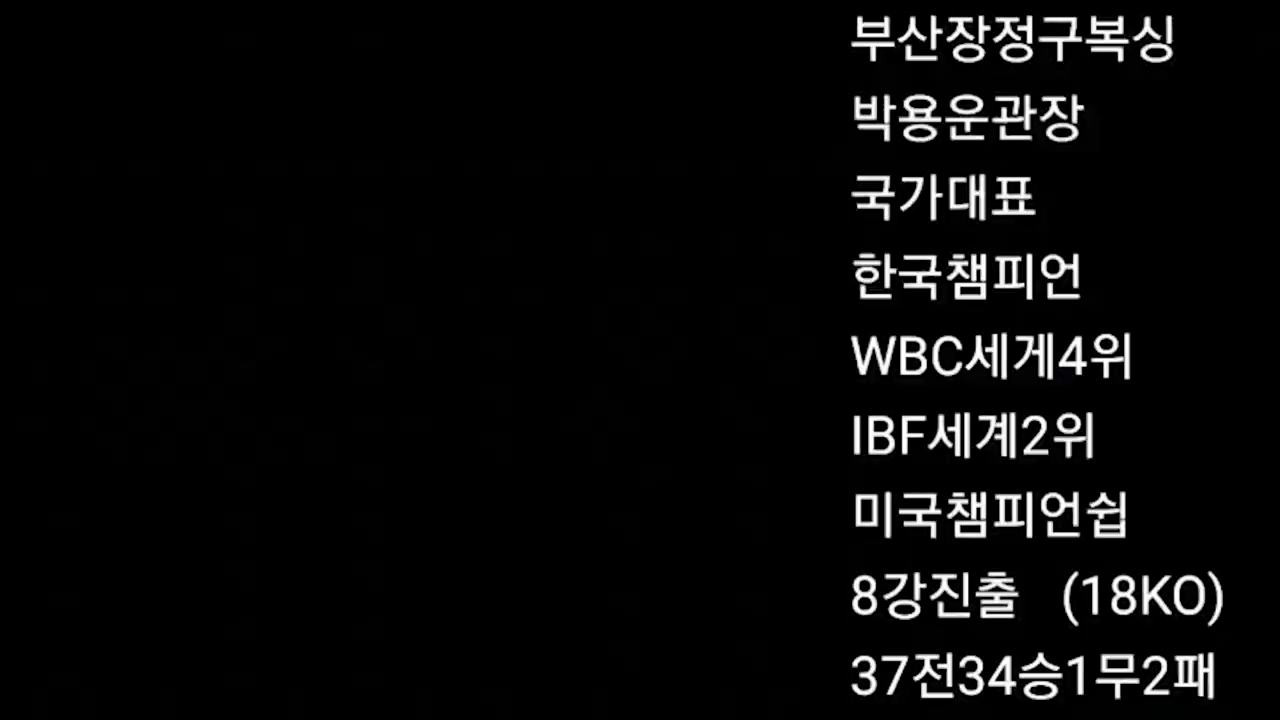 부산장정구복싱
박용운관장
국가대표
한국챔피언
WBC세게4위
IBF세계2위
미국챔피언쉽
8강진출 (18KO)
37전34승1무2패